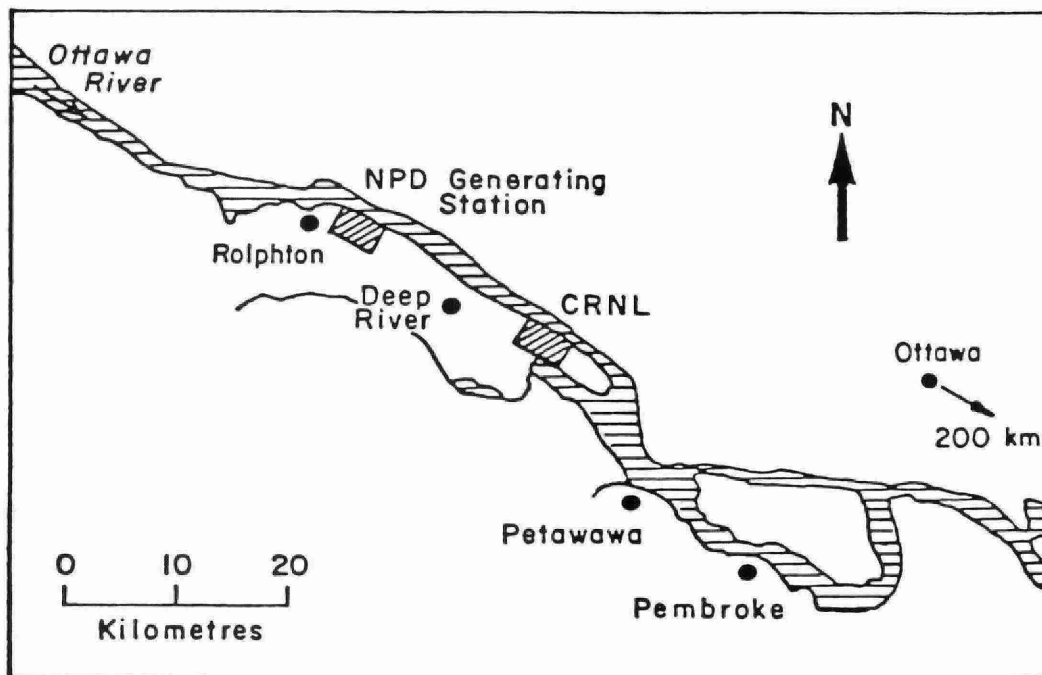 Ottawa
River
N
NPD Generating
Station
Rolphton
Deep
River
CRNL
Ottawa
200 km
Petawawa
Pembroke
0 10 20
Kilometres